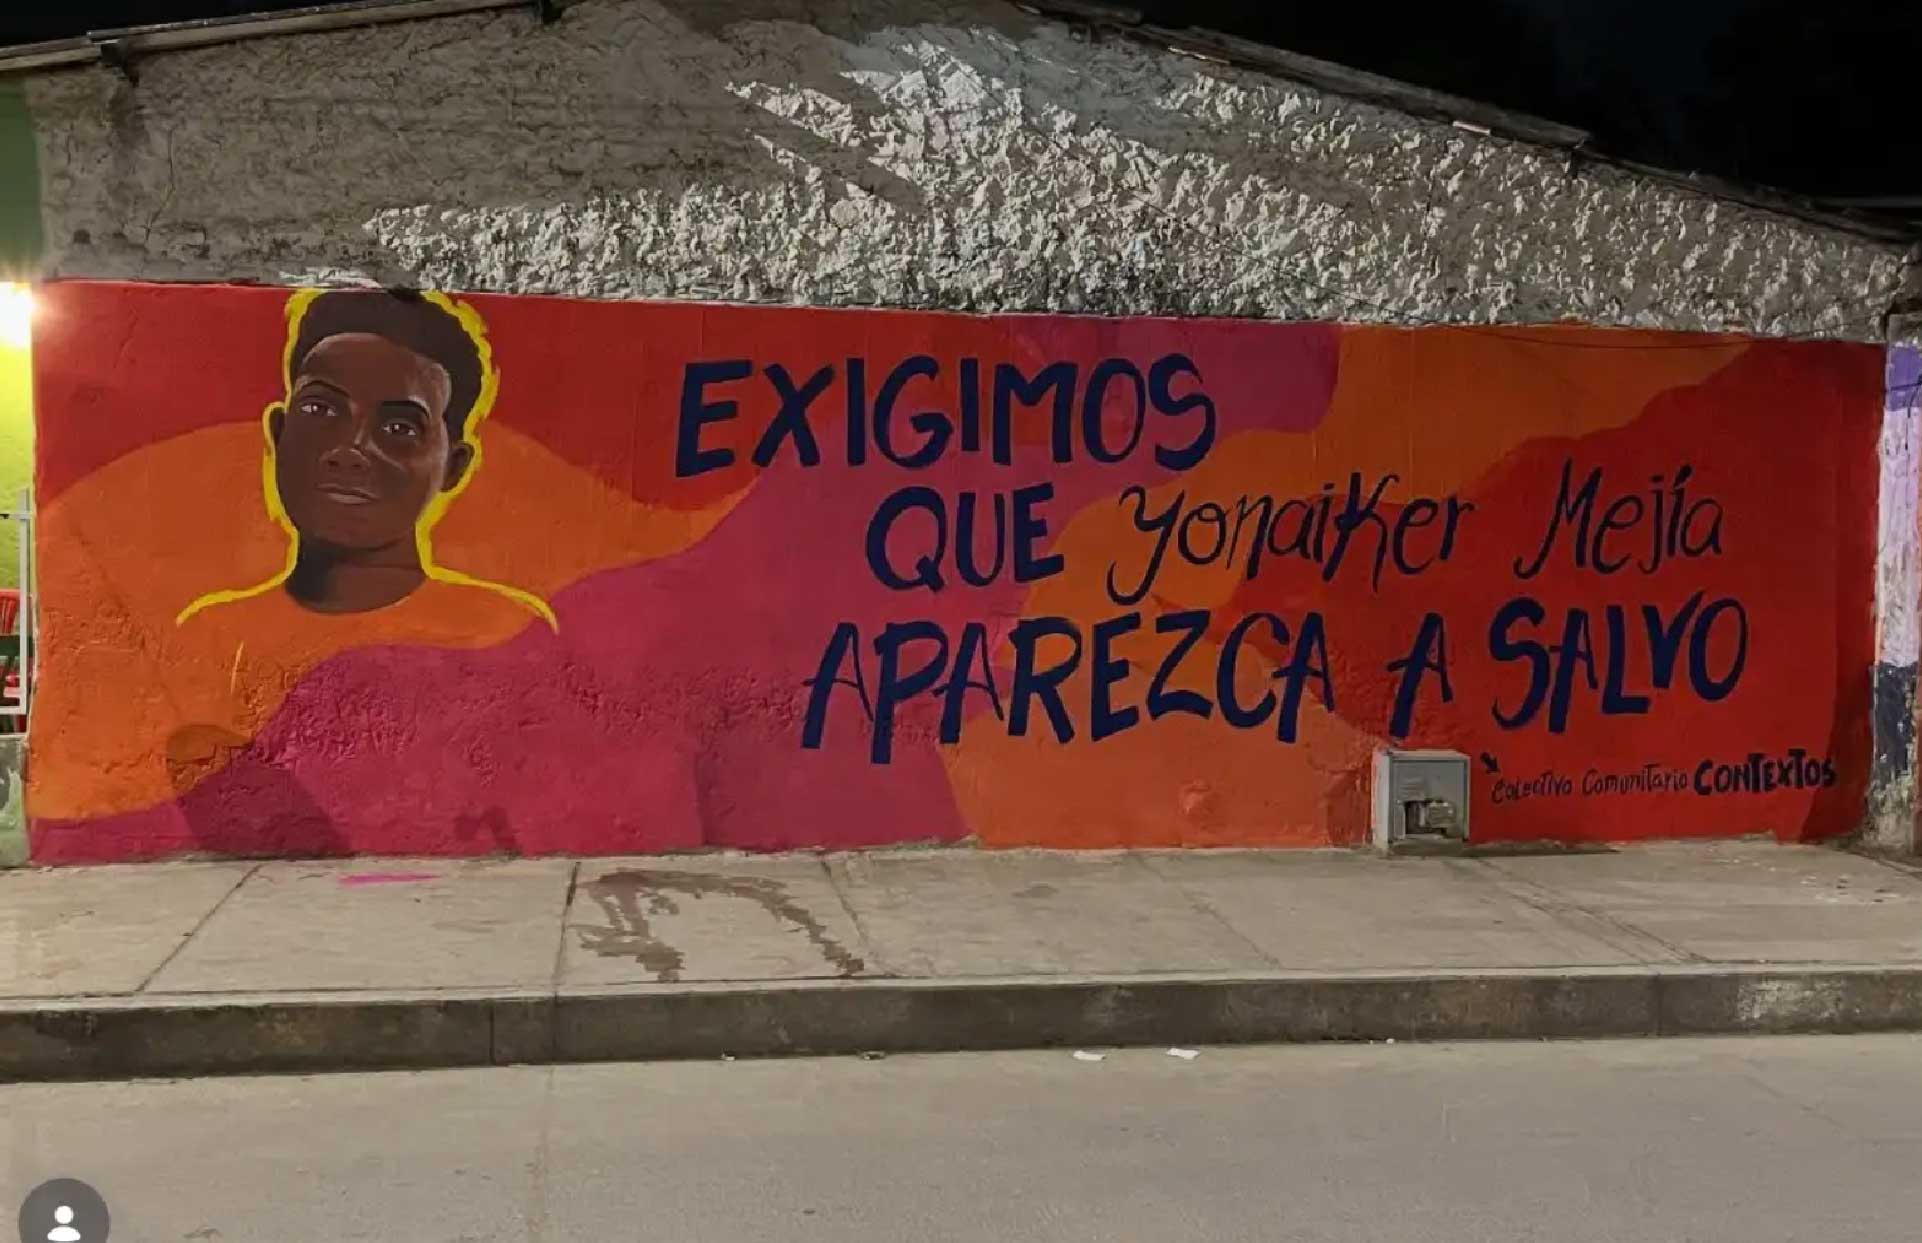 EXIGIMOS
QUE YonaiKer Mejía
APAREZCA A SALVO
Colectivo Comunitario CONTEXTOS